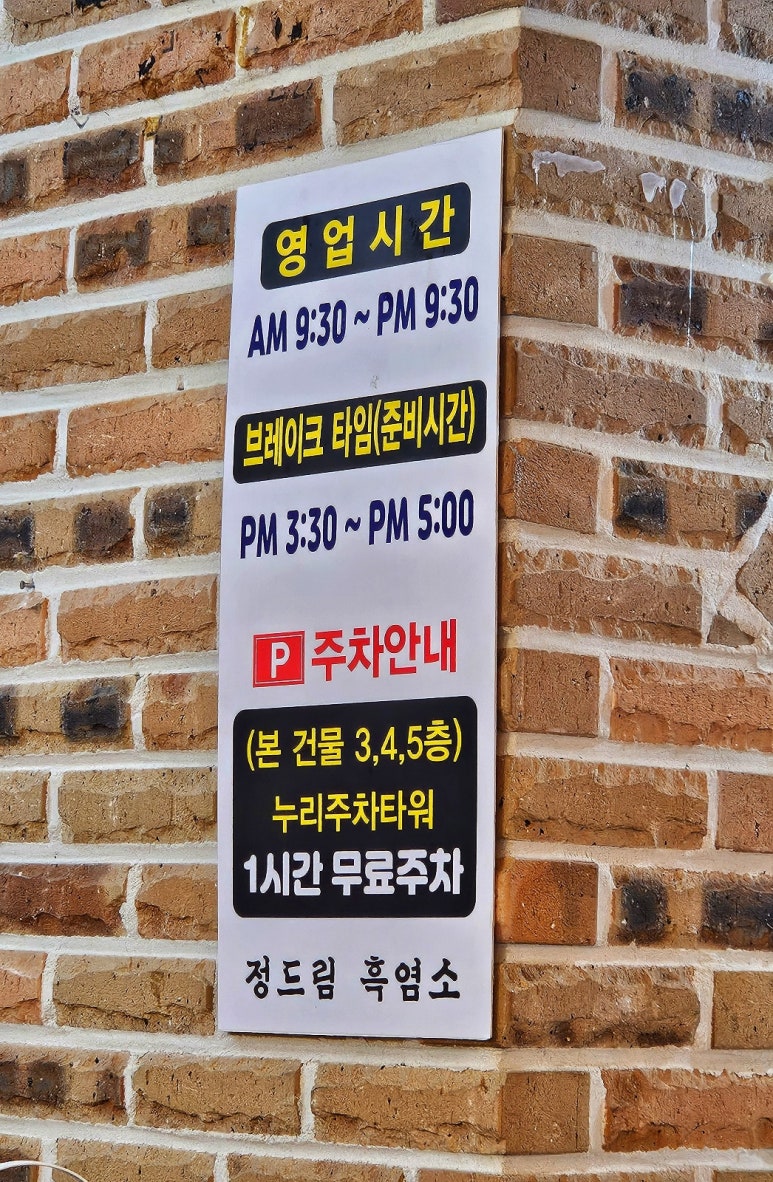 영업시간
AM 9:30 ~ PM 9:30
브레이크 타임(준비시간)
PM 3:30 ~ PM 5:00
P 주차안내
(본 건물 3,4,5층)
누리주차타워
1시간 무료주차
정드림 흑염소